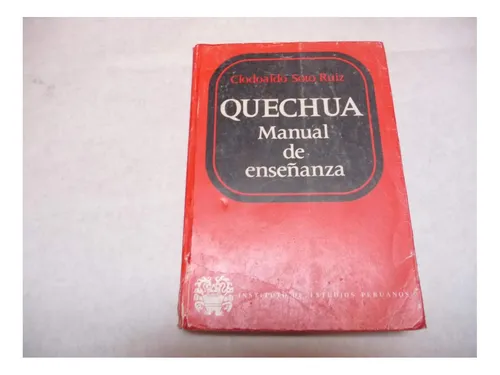 Clodoaldo Soto Ruiz
QUECHUA
Manual
de
enseñanza
INSTITUTO DE ESTUDIOS PERUANOS